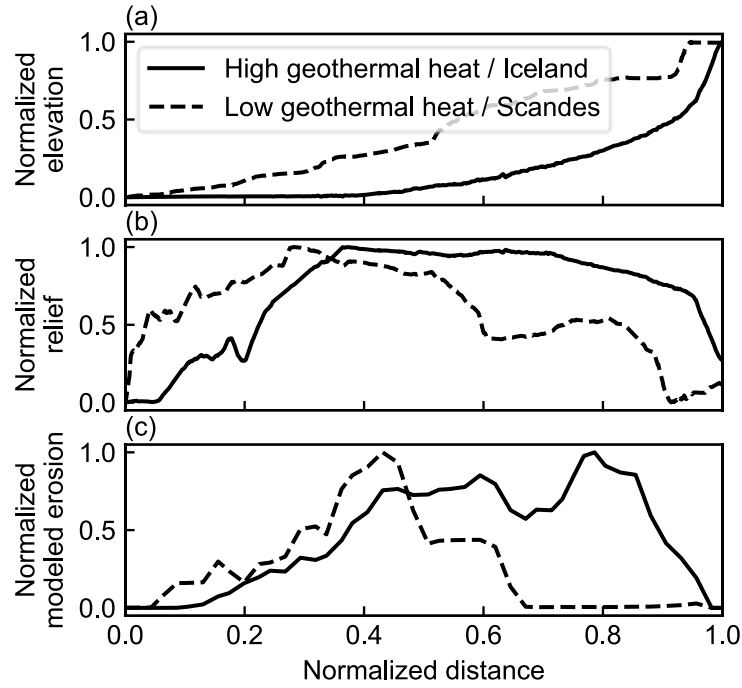 (a)
1.0
0.5
0.0
Normalized
elevation
High geothermal heat / Iceland
Low geothermal heat / Scandes
(b)
1.0
0.5
0.0
Normalized
relief
(c)
1.0
0.5
0.0
Normalized
modeled erosion
0.0 0.2 0.4 0.6 0.8 1.0
Normalized distance